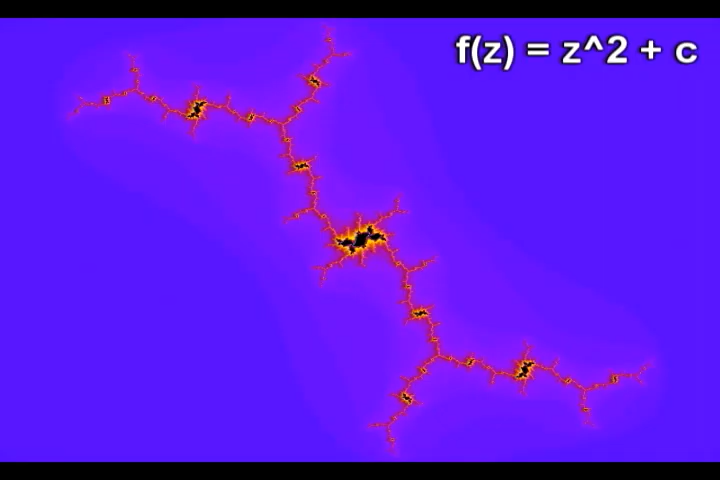 f(z) = z^2 + c